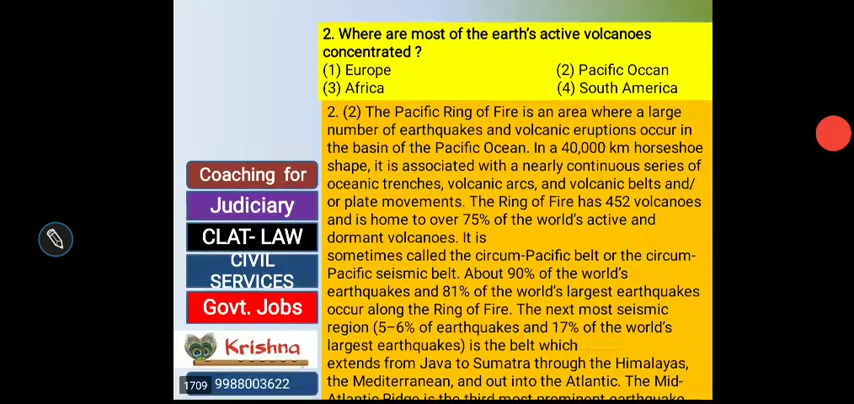 2. Where are most of the earth's active volcanoes
concentrated ?
(1) Europe (2) Pacific Occan
(3) Africa (4) South America
2. (2) The Pacific Ring of Fire is an area where a large
number of earthquakes and volcanic eruptions occur in
the basin of the Pacific Ocean. In a 40,000 km horseshoe
shape, it is associated with a nearly continuous series of
oceanic trenches, volcanic arcs, and volcanic belts and/
or plate movements. The Ring of Fire has 452 volcanoes
and is home to over 75% of the world's active and
dormant volcanoes. It is
sometimes called the circum-Pacific belt or the circum-
Pacific seismic belt. About 90% of the world's
earthquakes and 81% of the world's largest earthquakes
occur along the Ring of Fire. The next most seismic
region (5–6% of earthquakes and 17% of the world's
largest earthquakes) is the belt which
extends from Java to Sumatra through the Himalayas,
the Mediterranean, and out into the Atlantic. The Mid-
Atlantic Ridge is the third most prominent earthquake
Coaching for
Judiciary
CLAT- LAW
CIVIL
SERVICES
Govt. Jobs
Krishna
1709 9988003622